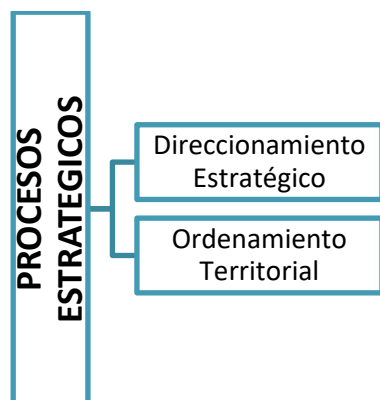 PROCESOS
ESTRATEGICOS
Direccionamiento
Estratégico
Ordenamiento
Territorial